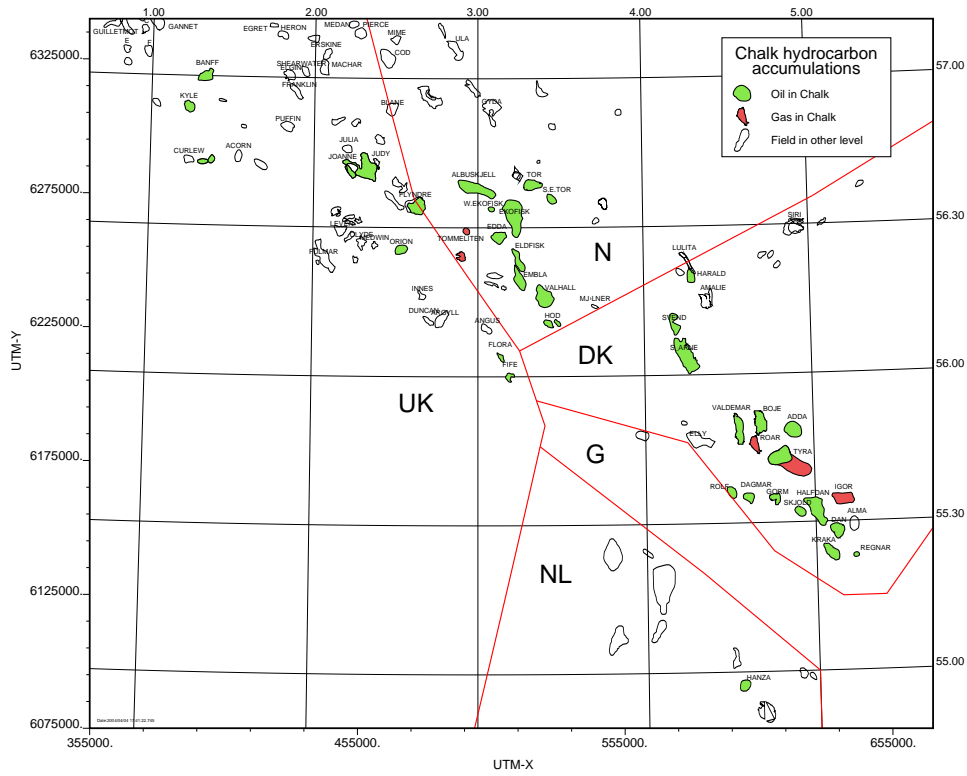 1.00 2.00 3.00 4.00 5.00
GUILLETMOT
GANNET
E
F
EGRET
HERON
MEDAN
PIERCE
MIME
ULA
ERSKINE
COD
6325000.
BANFF
SHEARWATER
MACHAR
ELGIN
57.00
FRANKLIN
KYLE
BLANE
GYDA
PUFFIN
JULIA
CURLEW
ACORN
JOANNE
JUDY
ALBUSKJELL
TOR
S.E.TOR
6275000.
FLYNDRE
W.EKOFISK
EKOFISK
SIRI
56.30
LEVEN
CLYDE
MEDWIN
TOMMELITEN
EDDA
FULMAR
ORION
ELDFISK
N
LULITA
EMBLA
HARALD
INNES
VALHALL
MJ-LNER
AMALIE
DUNCAN
ARGYLL
ANGUS
HOD
SVEND
6225000.
FLORA
DK
S.ARNE
FIFE
56.00
UTM-Y
UK
VALDEMAR
BOJE
ADDA
G
ELLY
ROAR
TYRA
6175000.
ROLF
DAGMAR
GORM
HALFDAN
IGOR
SKJOLD
ALMA
DAN
55.30
KRAKA
REGNAR
NL
6125000.
HANZA
55.00
6075000.
355000. 455000. 555000. 655000.
UTM-X
Chalk hydrocarbon
accumulations
Oil in Chalk
Gas in Chalk
Field in other level